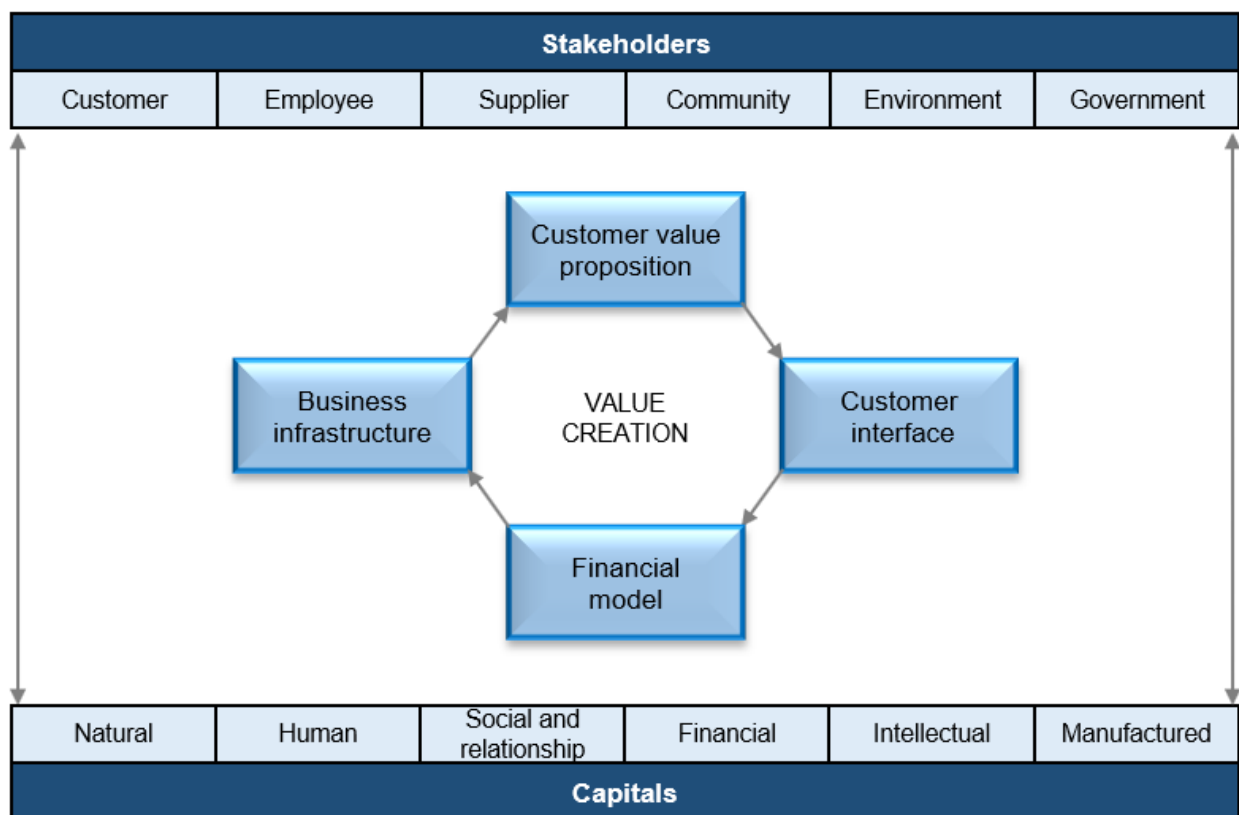 Stakeholders
Customer
Employee
Supplier
Community
Environment
Government
Customer value
proposition
Business
infrastructure
VALUE
CREATION
Customer
interface
Financial
model
Natural
Human
Social and
relationship
Financial
Intellectual
Manufactured
Capitals